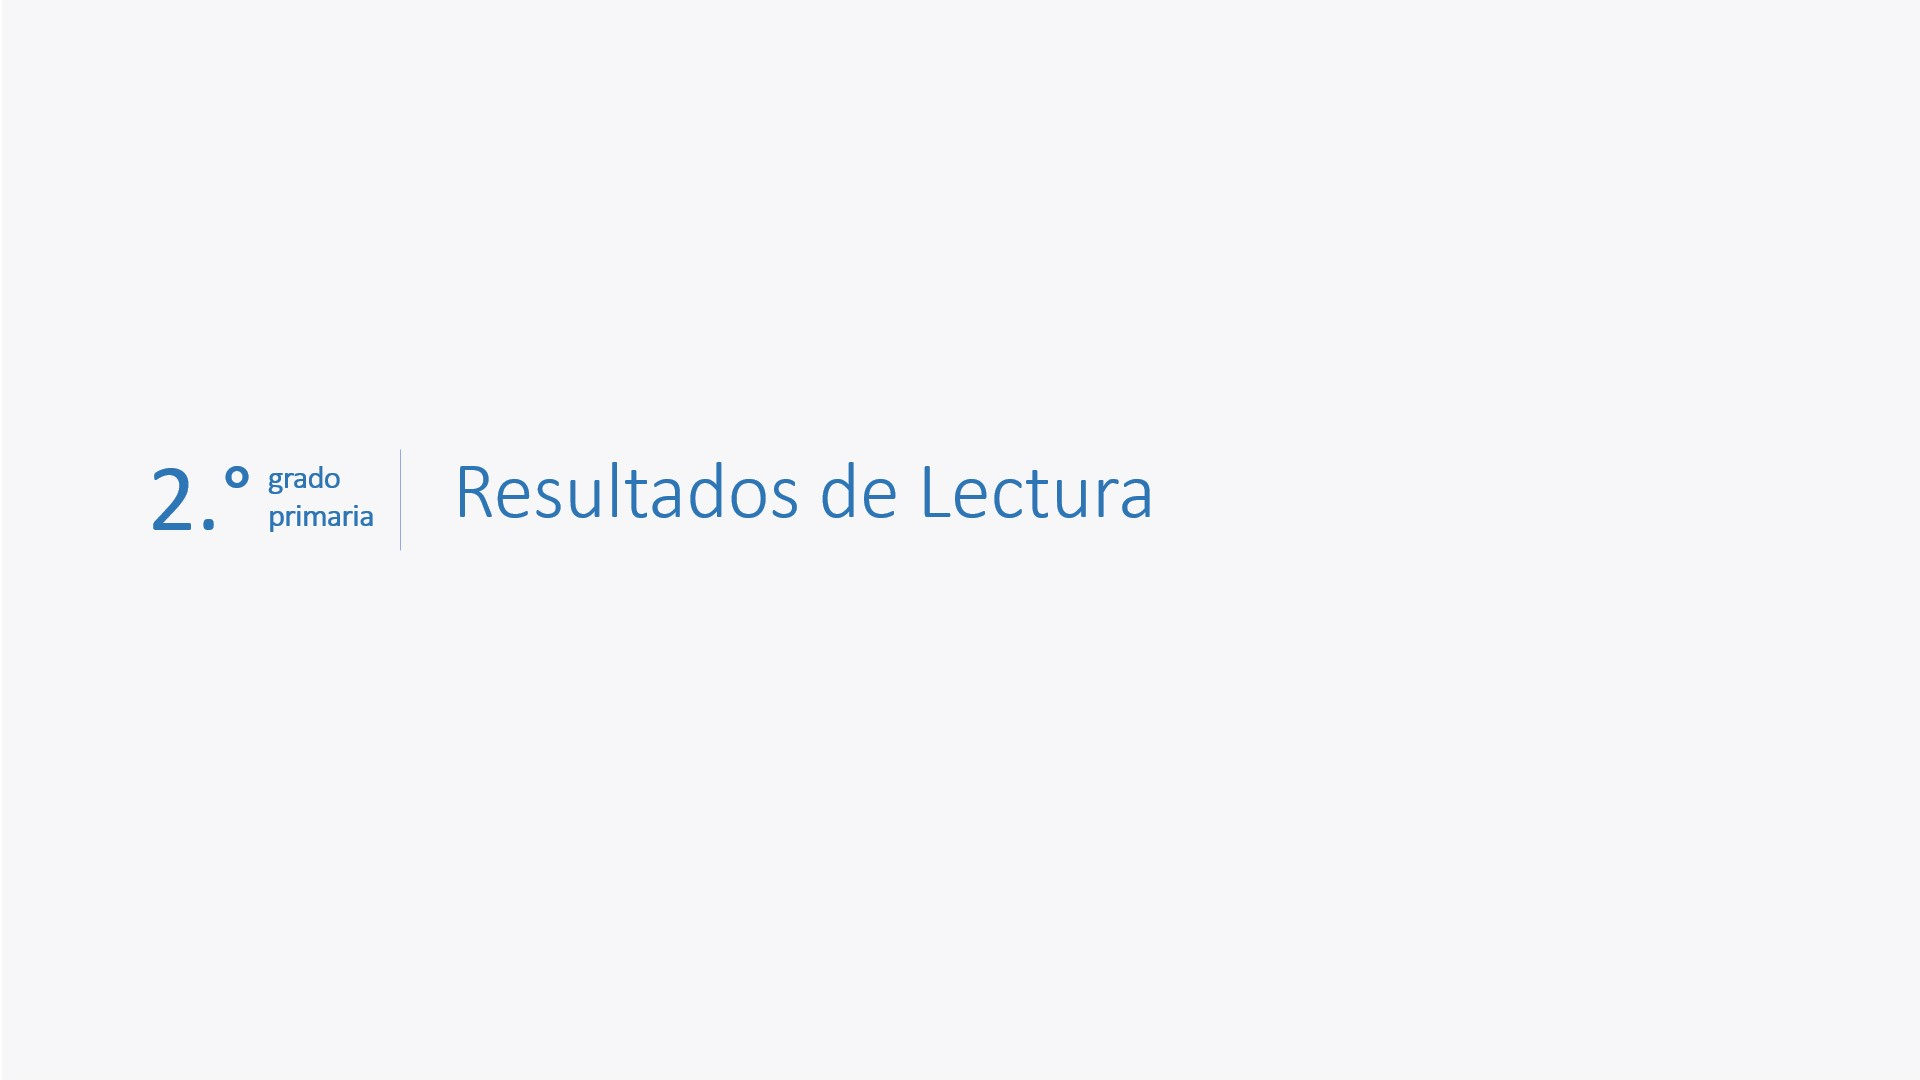 2.° grado
primaria
Resultados de Lectura